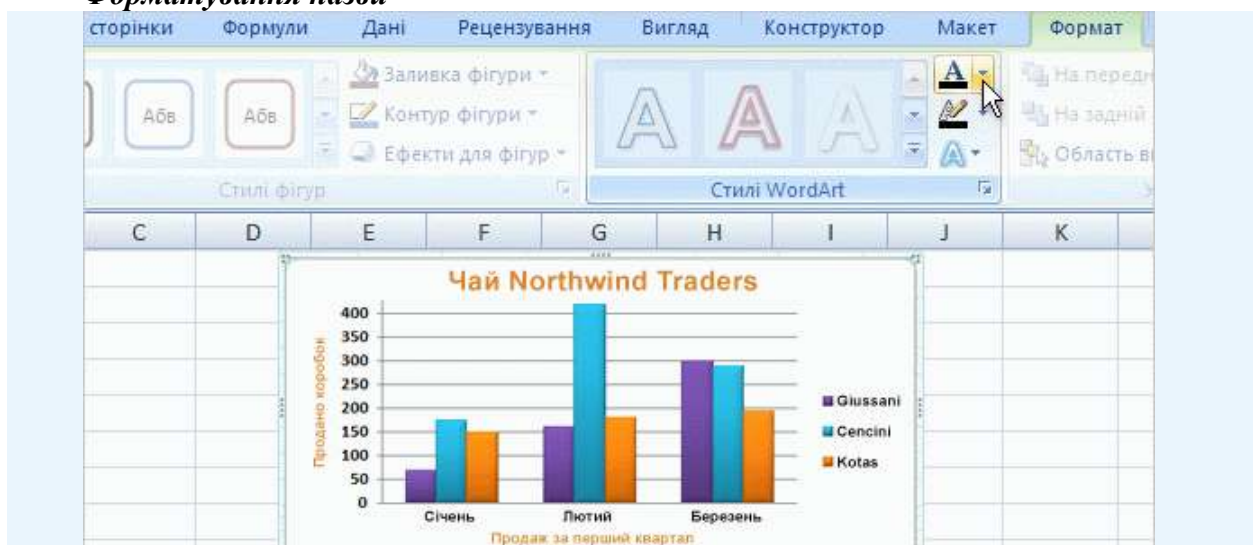 Форматування назви
сторінки Формули Дані Рецензування Вигляд Конструктор Макет Формат
Абв Абв Заливка фігури A A A A На передн
Контур фігури На задній
Ефекти для фігур A Область ві
Стилі фігур Стилі WordArt
C D E F G H I J K
Чай Northwind Traders
400
350
300
250
200
150
100
50
0
Продано коробок
Giussani
Cencini
Kotas
Січень Лютий Березень
Продаж за перший квартал